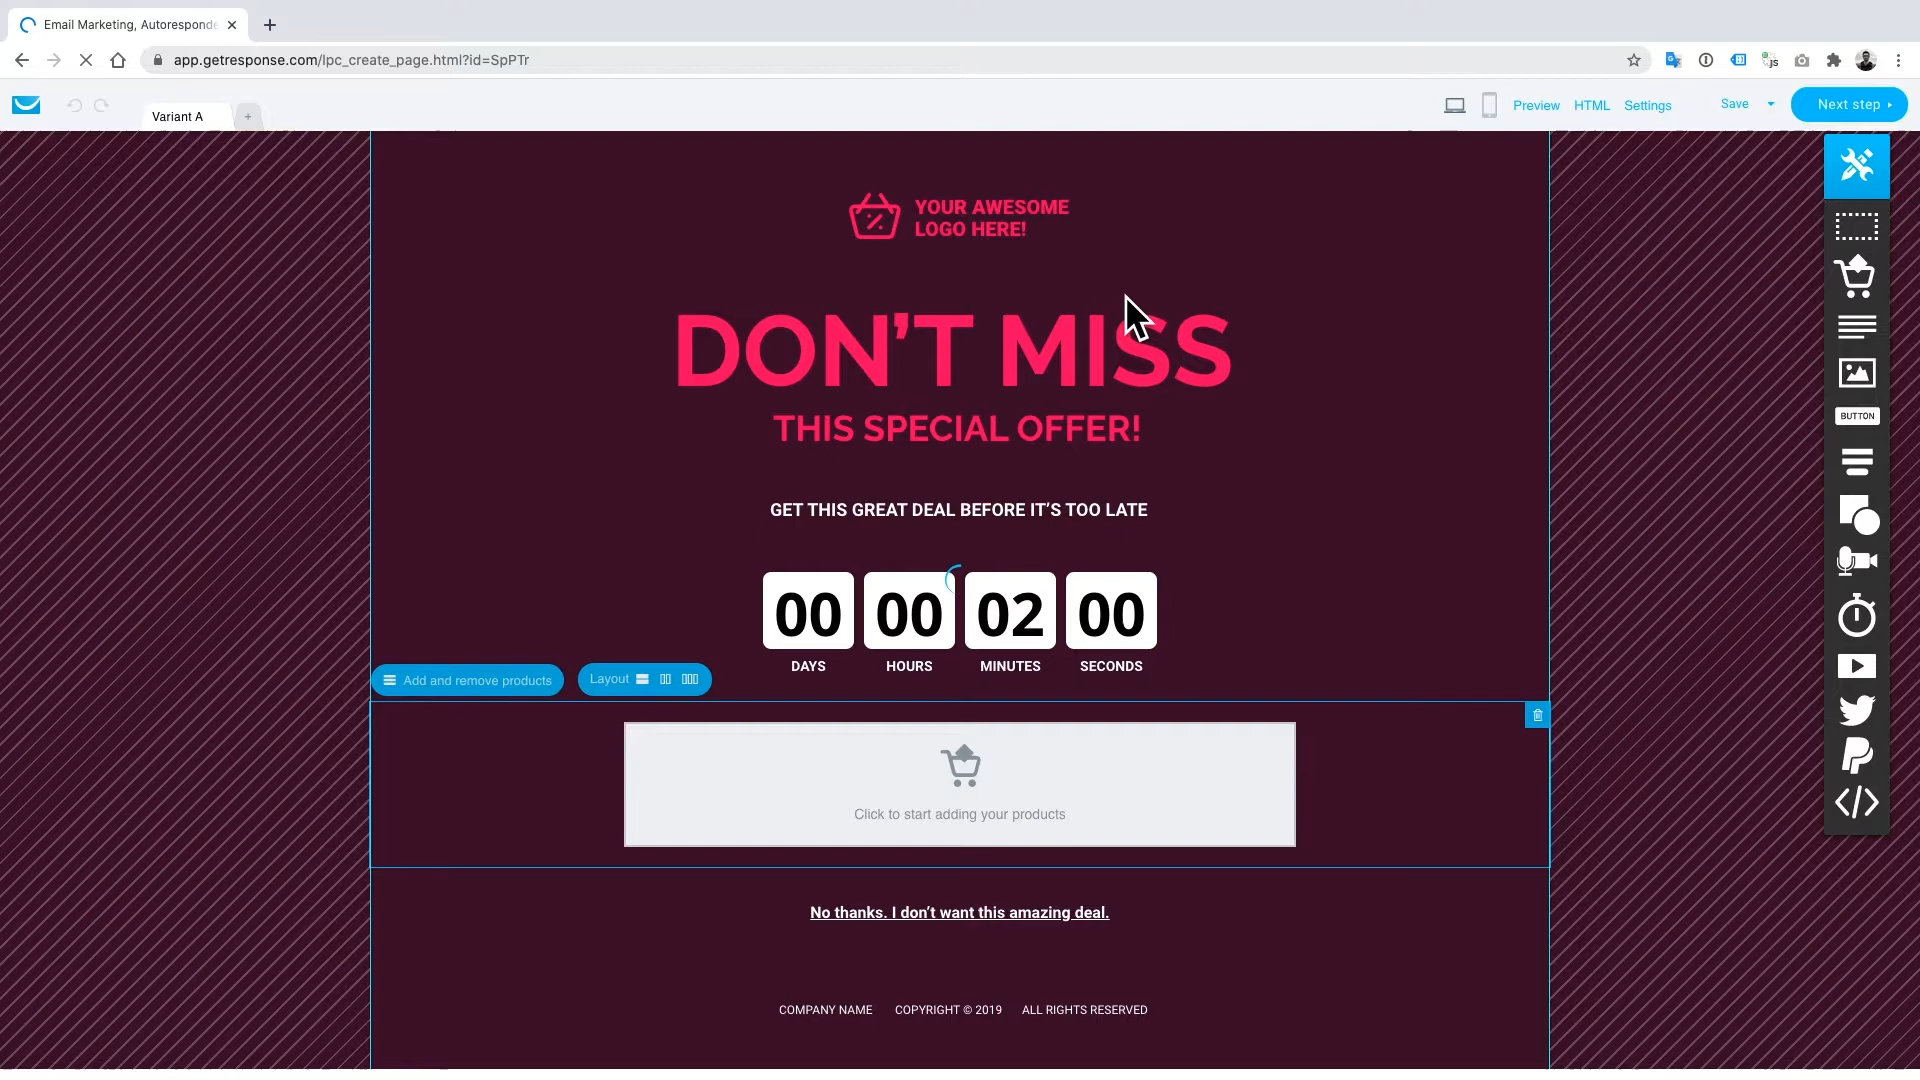 Email Marketing, Autoresponde
app.getresponse.com/lpc_create_page.html?id=SpPTr
JS
Variant A
Preview HTML Settings Save Next step
YOUR AWESOME
LOGO HERE!
DON’T MISS
THIS SPECIAL OFFER!
GET THIS GREAT DEAL BEFORE IT’S TOO LATE
BUTTON
00 00 02 00
DAYS HOURS MINUTES SECONDS
Add and remove products Layout
Click to start adding your products
No thanks. I don’t want this amazing deal.
COMPANY NAME COPYRIGHT © 2019 ALL RIGHTS RESERVED